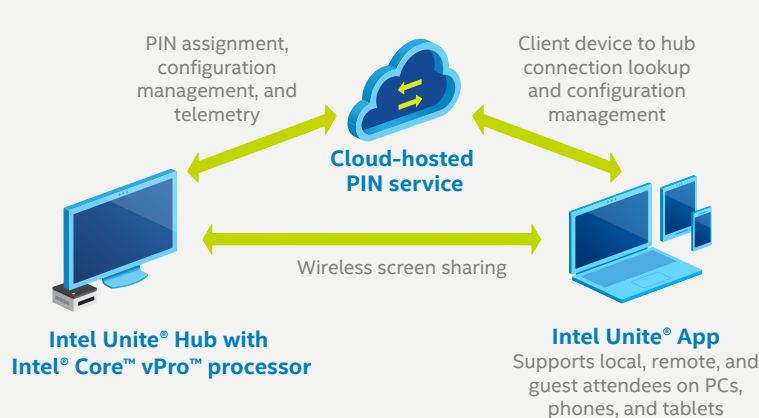 PIN assignment,
configuration
management, and
telemetry
Client device to hub
connection lookup
and configuration
management
Cloud-hosted
PIN service
Wireless screen sharing
Intel Unite® Hub with
Intel® Core™ vPro™ processor
Intel Unite® App
Supports local, remote, and
guest attendees on PCs,
phones, and tablets